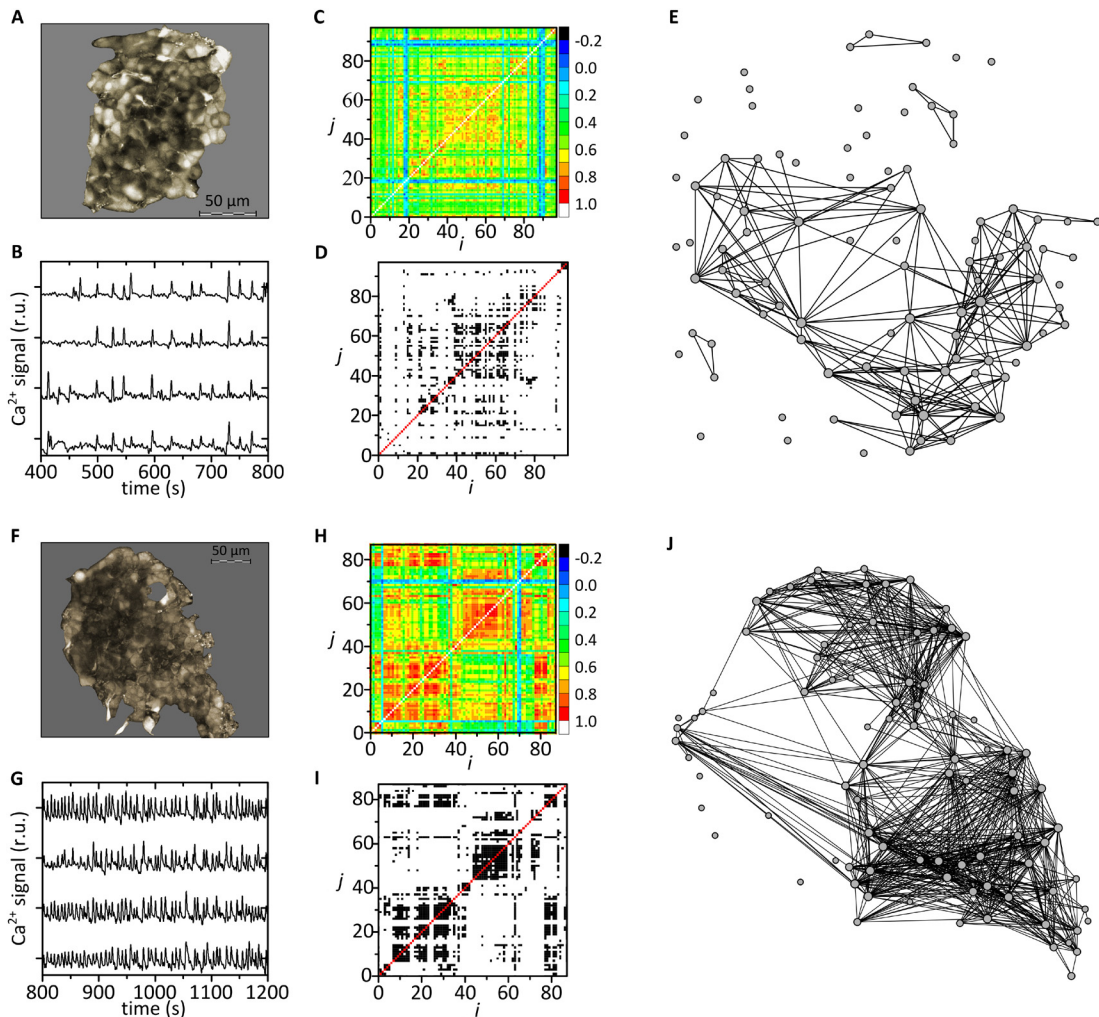 A
50 µm
B
Ca²⁺ signal (r.u.)
400 500 600 700 800
time (s)
C
j
80
60
40
20
0
0 20 40 60 80
i
-0.2
0.0
0.2
0.4
0.6
0.8
1.0
D
j
80
60
40
20
0
0 20 40 60 80
i
E
F
50 µm
G
Ca²⁺ signal (r.u.)
800 900 1000 1100 1200
time (s)
H
j
80
60
40
20
0
0 20 40 60 80
i
-0.2
0.0
0.2
0.4
0.6
0.8
1.0
I
j
80
60
40
20
0
0 20 40 60 80
i
J